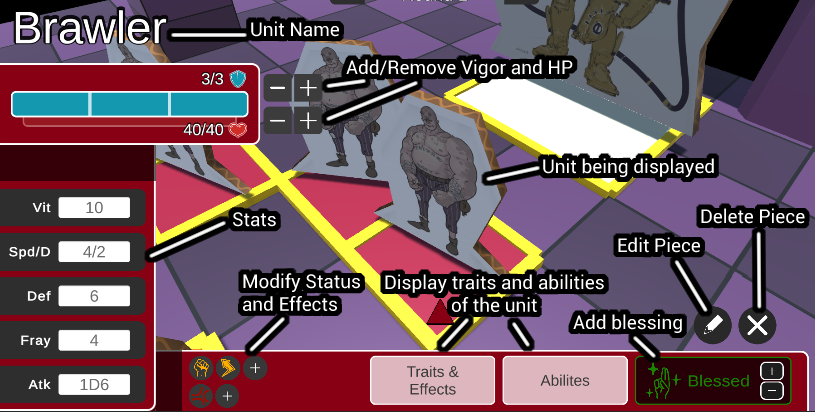 Brawler
Unit Name
3/3
Add/Remove Vigor and HP
40/40
Unit being displayed
Vit 10
Stats
Delete Piece
Spd/D 4/2
Edit Piece
Modify Status
and Effects
Display traits and abilities
of the unit
Def 6
Add blessing
Fray 4
Traits &
Effects
Abilites
Blessed
Atk 1D6